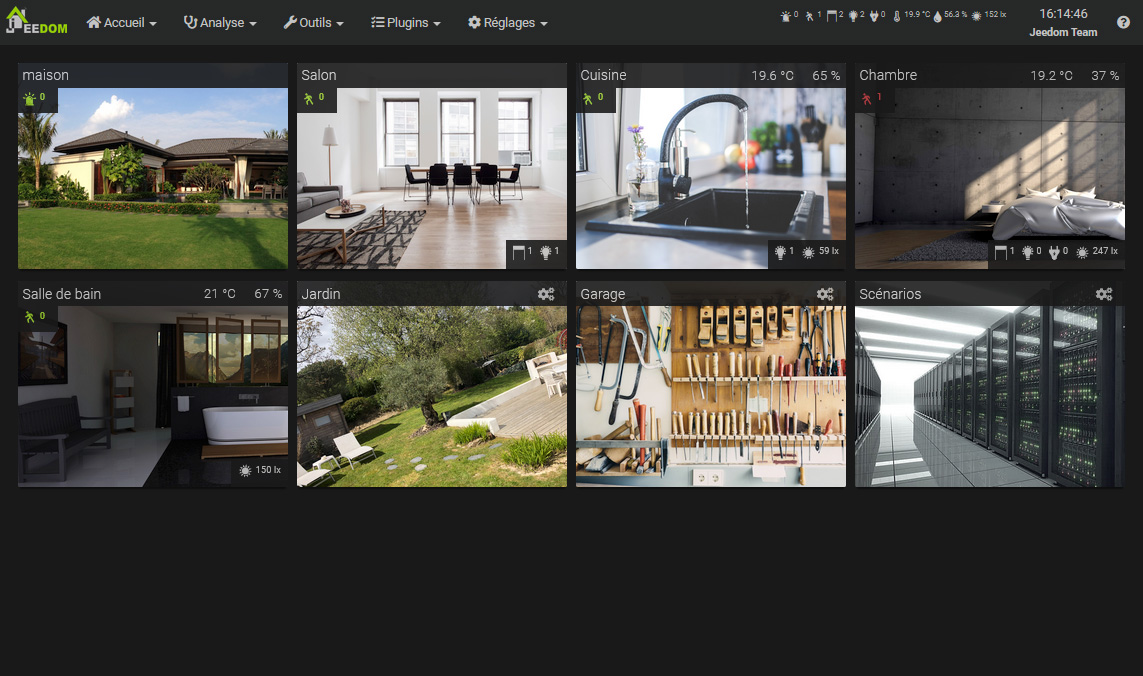 JEEDOM
Accueil
Analyse
Outils
Plugins
Réglages
0 1 2 2 0 19.9 °C 56.3 % 152 lx
16:14:46
Jeedom Team
?
maison
0
Salon
0
1 1
Cuisine 19.6 °C 65 %
0
1 59 lx
Chambre 19.2 °C 37 %
1
1 0 0 247 lx
Salle de bain 21 °C 67 %
0
150 lx
Jardin
Garage
Scénarios